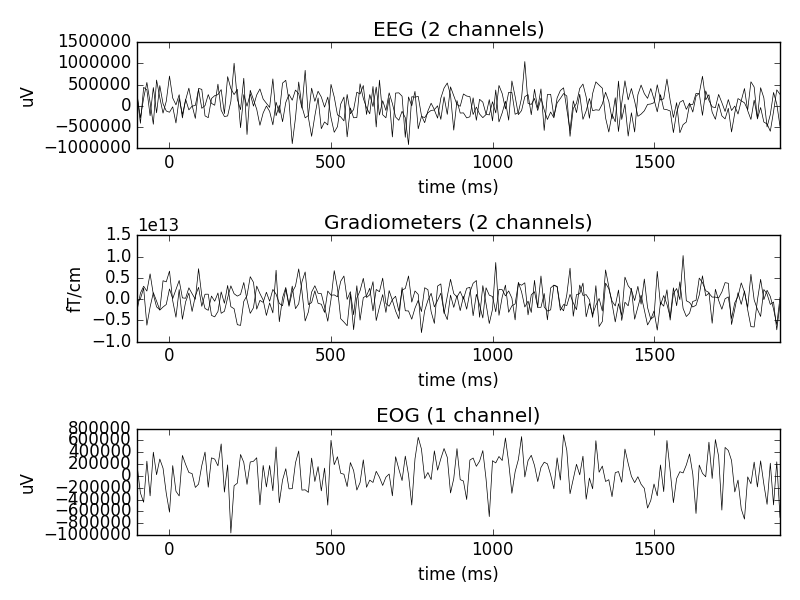 EEG (2 channels)
1500000
1000000
500000
0
−500000
−1000000
uV
0 500 1000 1500
time (ms)
Gradiometers (2 channels)
1e13
1.5
1.0
0.5
0.0
−0.5
−1.0
fT/cm
0 500 1000 1500
time (ms)
EOG (1 channel)
800000
600000
400000
200000
0
−200000
−400000
−600000
−800000
−1000000
uV
0 500 1000 1500
time (ms)